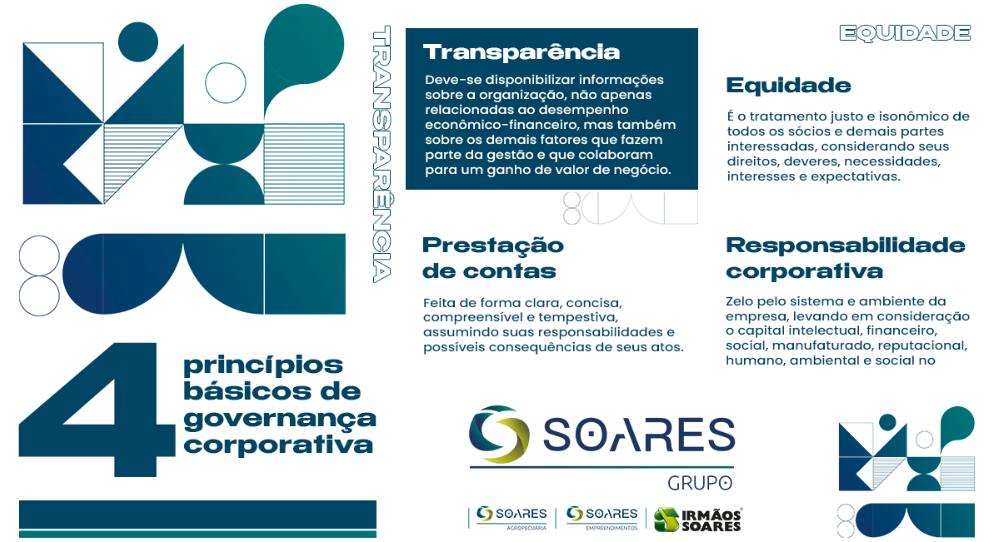 4
princípios
básicos de
governança
corporativa
TRANSPARÊNCIA
Transparência
Deve-se disponibilizar informações
sobre a organização, não apenas
relacionadas ao desempenho
econômico-financeiro, mas também
sobre os demais fatores que fazem
parte da gestão e que colaboram
para um ganho de valor de negócio.
Prestação
de contas
Feita de forma clara, concisa,
compreensível e tempestiva,
assumindo suas responsabilidades e
possíveis consequências de seus atos.
EQUIDADE
Equidade
É o tratamento justo e isonômico de
todos os sócios e demais partes
interessadas, considerando seus
direitos, deveres, necessidades,
interesses e expectativas.
Responsabilidade
corporativa
Zelo pelo sistema e ambiente da
empresa, levando em consideração
o capital intelectual, financeiro,
social, manufaturado, reputacional,
humano, ambiental e social no
SOARES
GRUPO
SOARES
AGROPECUÁRIA
SOARES
EMPREENDIMENTOS
IRMÃOS
SOARES